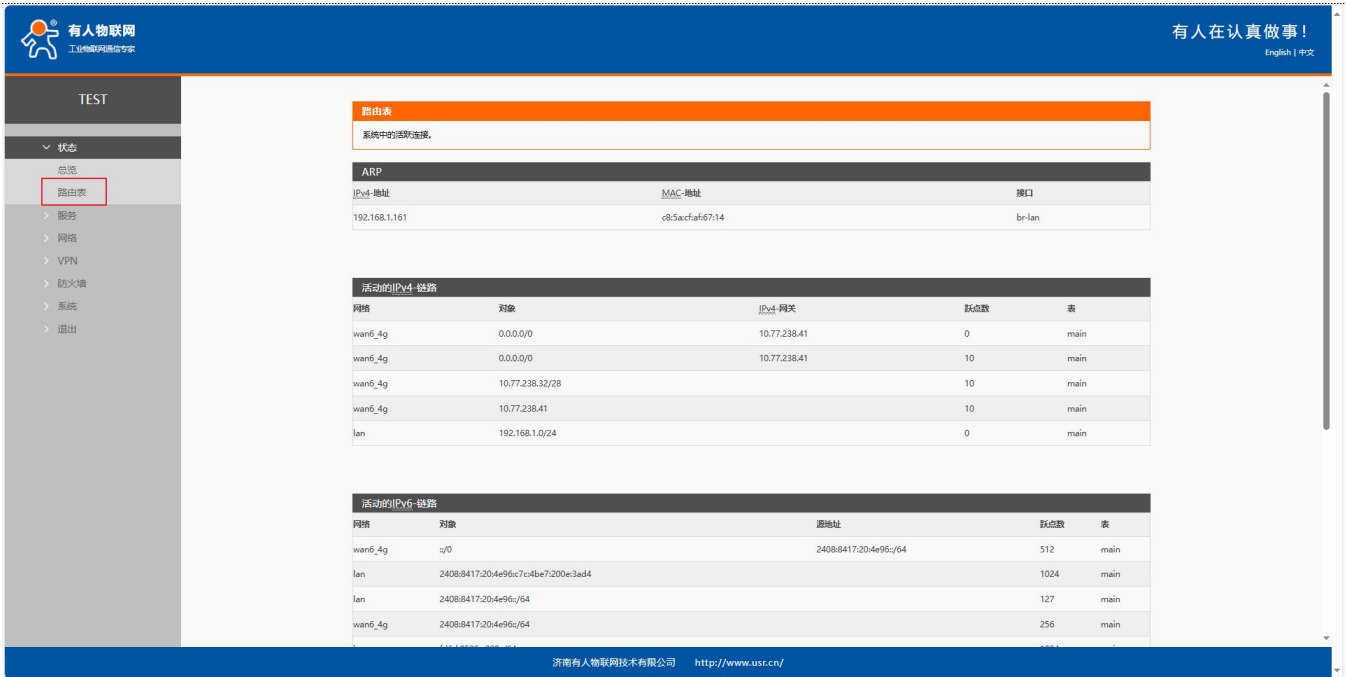 有人物联网
工业物联网通信专家
有人在认真做事！
English | 中文
TEST
状态
总览
路由表
服务
网络
VPN
防火墙
系统
退出
路由表
系统中的活跃连接。
ARP
IPv4-地址 MAC-地址 接口
192.168.1.161 c8:5a:cf:af:67:14 br-lan
活动的IPv4-链路
网络 对象 IPv4-网关 跃点数 表
wan6_4g 0.0.0.0/0 10.77.238.41 0 main
wan6_4g 0.0.0.0/0 10.77.238.41 10 main
wan6_4g 10.77.238.32/28 10 main
wan6_4g 10.77.238.41 10 main
lan 192.168.1.0/24 0 main
活动的IPv6-链路
网络 对象 源地址 跃点数 表
wan6_4g ::/0 2408:8417:20:4e96::/64 512 main
lan 2408:8417:20:4e96:c7c:4be7:200e:3ad4 1024 main
lan 2408:8417:20:4e96::/64 127 main
wan6_4g 2408:8417:20:4e96::/64 256 main
济南有人物联网技术有限公司 http://www.usr.cn/